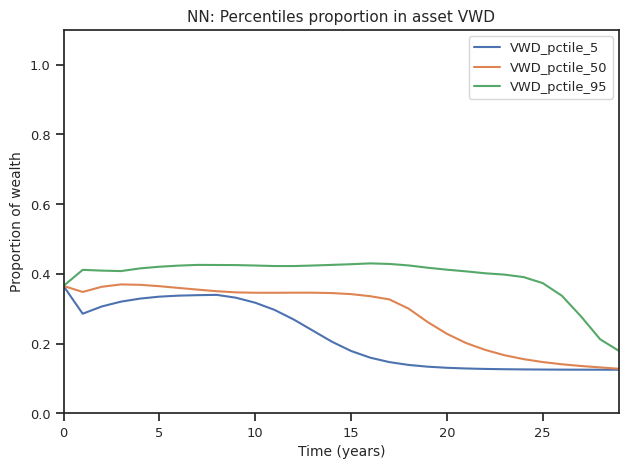 NN: Percentiles proportion in asset VWD
VWD_pctile_5
VWD_pctile_50
VWD_pctile_95
Proportion of wealth
1.0
0.8
0.6
0.4
0.2
0.0
0 5 10 15 20 25
Time (years)